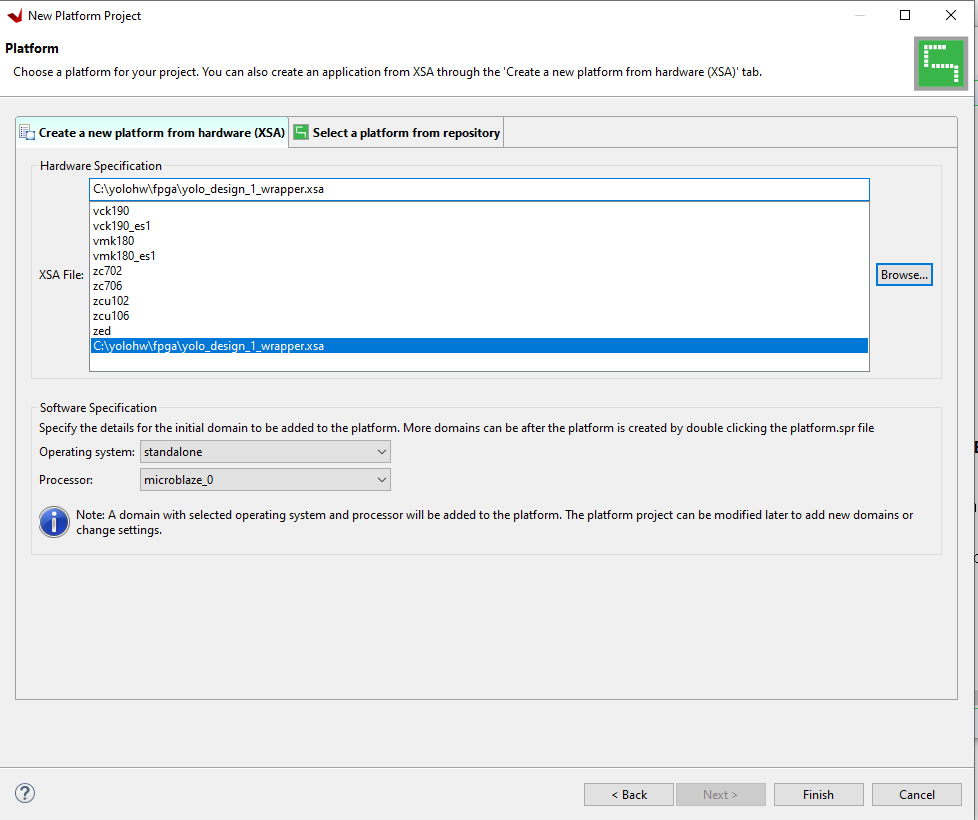 New Platform Project
Platform
Choose a platform for your project. You can also create an application from XSA through the 'Create a new platform from hardware (XSA)' tab.
Create a new platform from hardware (XSA)
Select a platform from repository
Hardware Specification
C:\yolohw\fpga\yolo_design_1_wrapper.xsa
vck190
vck190_es1
vmk180
vmk180_es1
XSA File:
zc702
zc706
zcu102
zcu106
zed
C:\yolohw\fpga\yolo_design_1_wrapper.xsa
Browse...
Software Specification
Specify the details for the initial domain to be added to the platform. More domains can be after the platform is created by double clicking the platform.spr file
Operating system: standalone
Processor: microblaze_0
Note: A domain with selected operating system and processor will be added to the platform. The platform project can be modified later to add new domains or
change settings.
?
< Back
Next >
Finish
Cancel